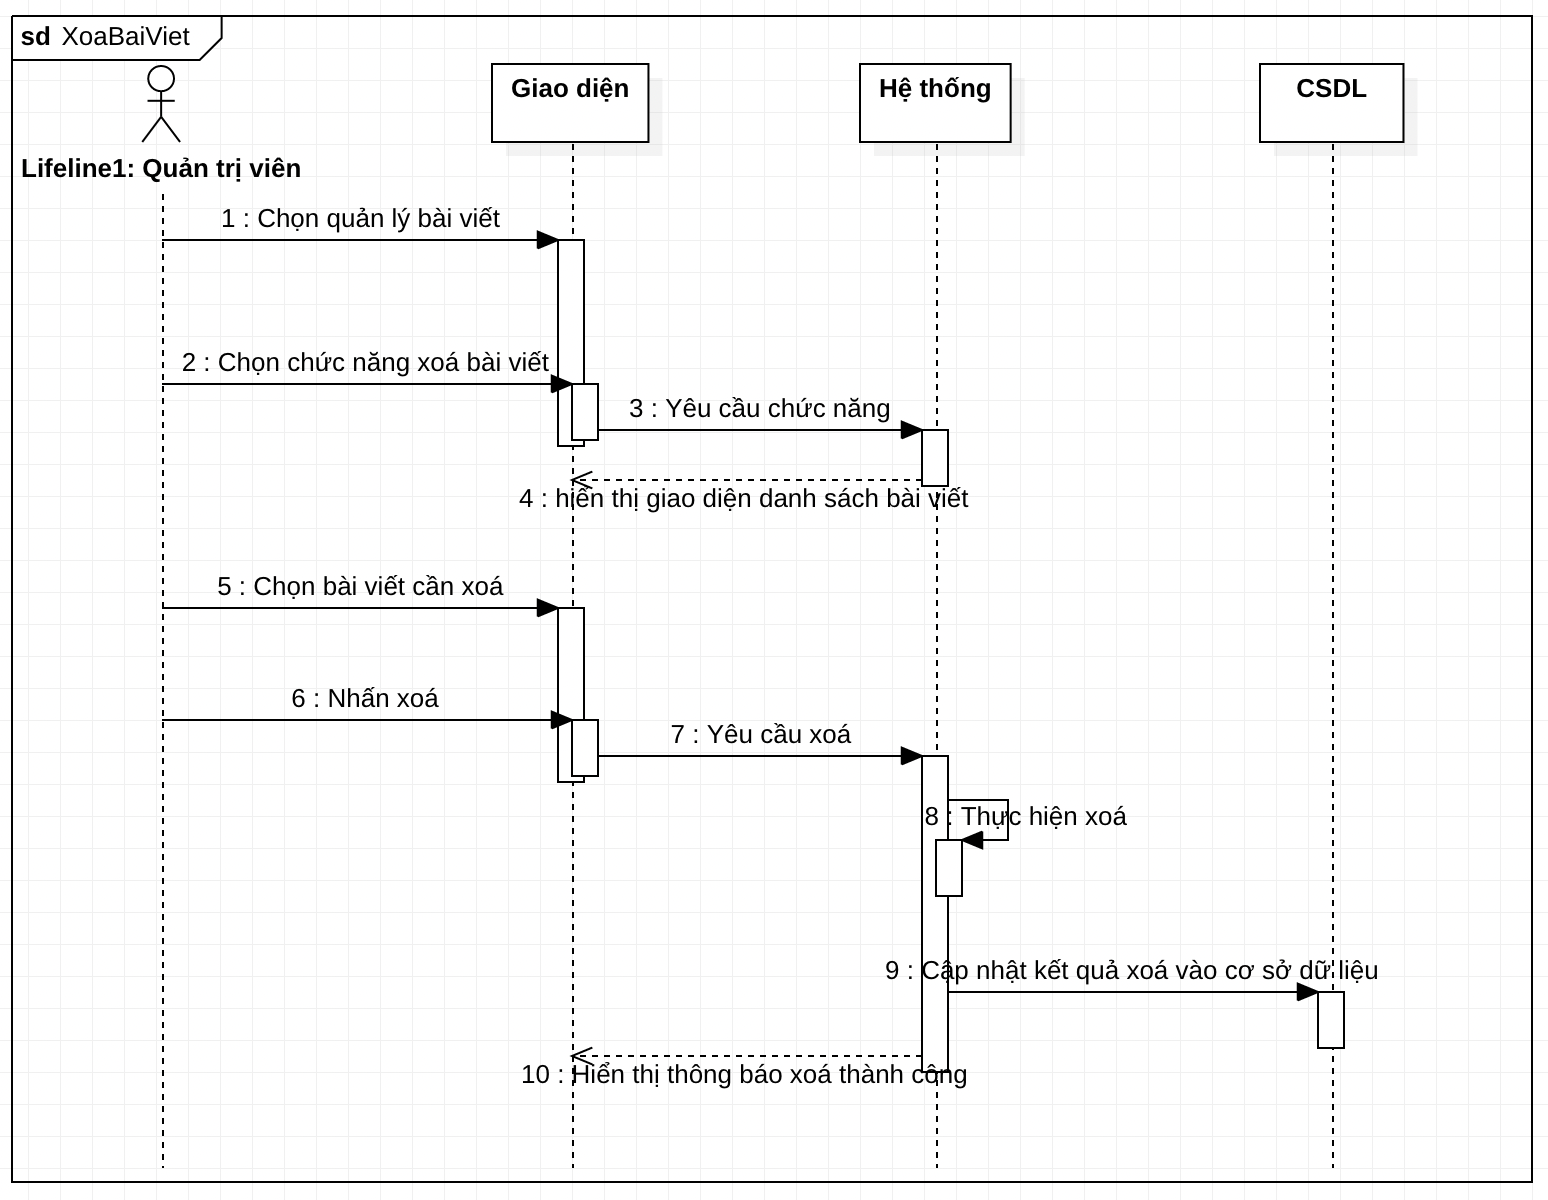 sd XoaBaiViet
Giao diện
Hệ thống
CSDL
Lifeline1: Quản trị viên
1 : Chọn quản lý bài viết
2 : Chọn chức năng xoá bài viết
3 : Yêu cầu chức năng
4 : hiển thị giao diện danh sách bài viết
5 : Chọn bài viết cần xoá
6 : Nhấn xoá
7 : Yêu cầu xoá
8 : Thực hiện xoá
9 : Cập nhật kết quả xoá vào cơ sở dữ liệu
10 : Hiển thị thông báo xoá thành công